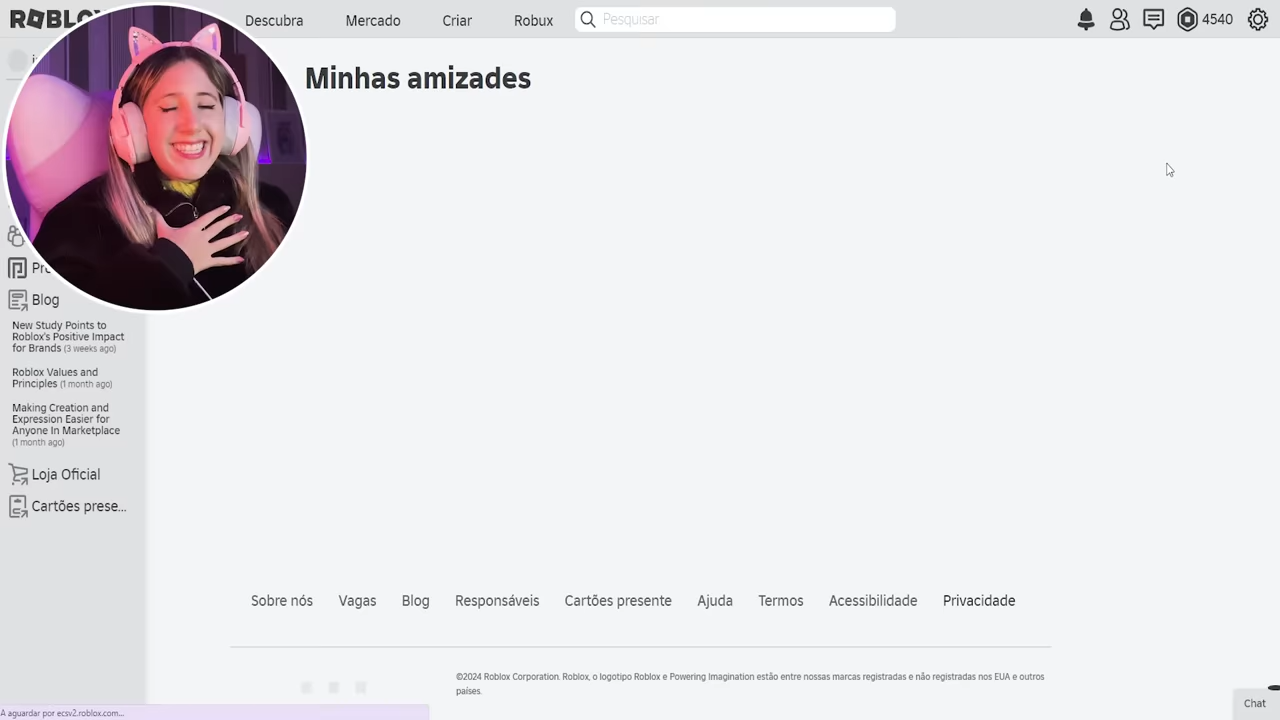 ROBLOX
Descubra
Mercado
Criar
Robux
Pesquisar
4540
Minhas amizades
Blog
New Study Points to
Roblox's Positive Impact
for Brands (3 weeks ago)
Roblox Values and
Principles (1 month ago)
Making Creation and
Expression Easier for
Anyone In Marketplace
(1 month ago)
Loja Oficial
Cartões prese...
Sobre nós
Vagas
Blog
Responsáveis
Cartões presente
Ajuda
Termos
Acessibilidade
Privacidade
©2024 Roblox Corporation. Roblox, o logotipo Roblox e Powering Imagination estão entre nossas marcas registradas e não registradas nos EUA e outros
países.
A aguardar por ecsv2.roblox.com...
Chat